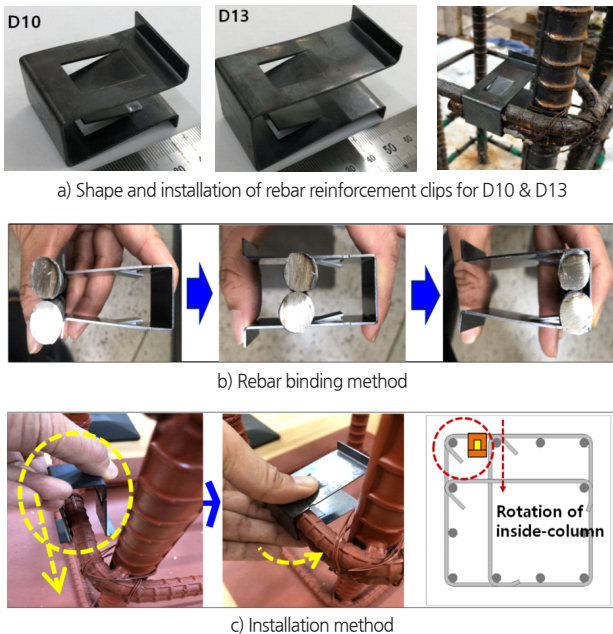 D10
D13
a) Shape and installation of rebar reinforcement clips for D10 & D13
b) Rebar binding method
Rotation of
inside-column
c) Installation method